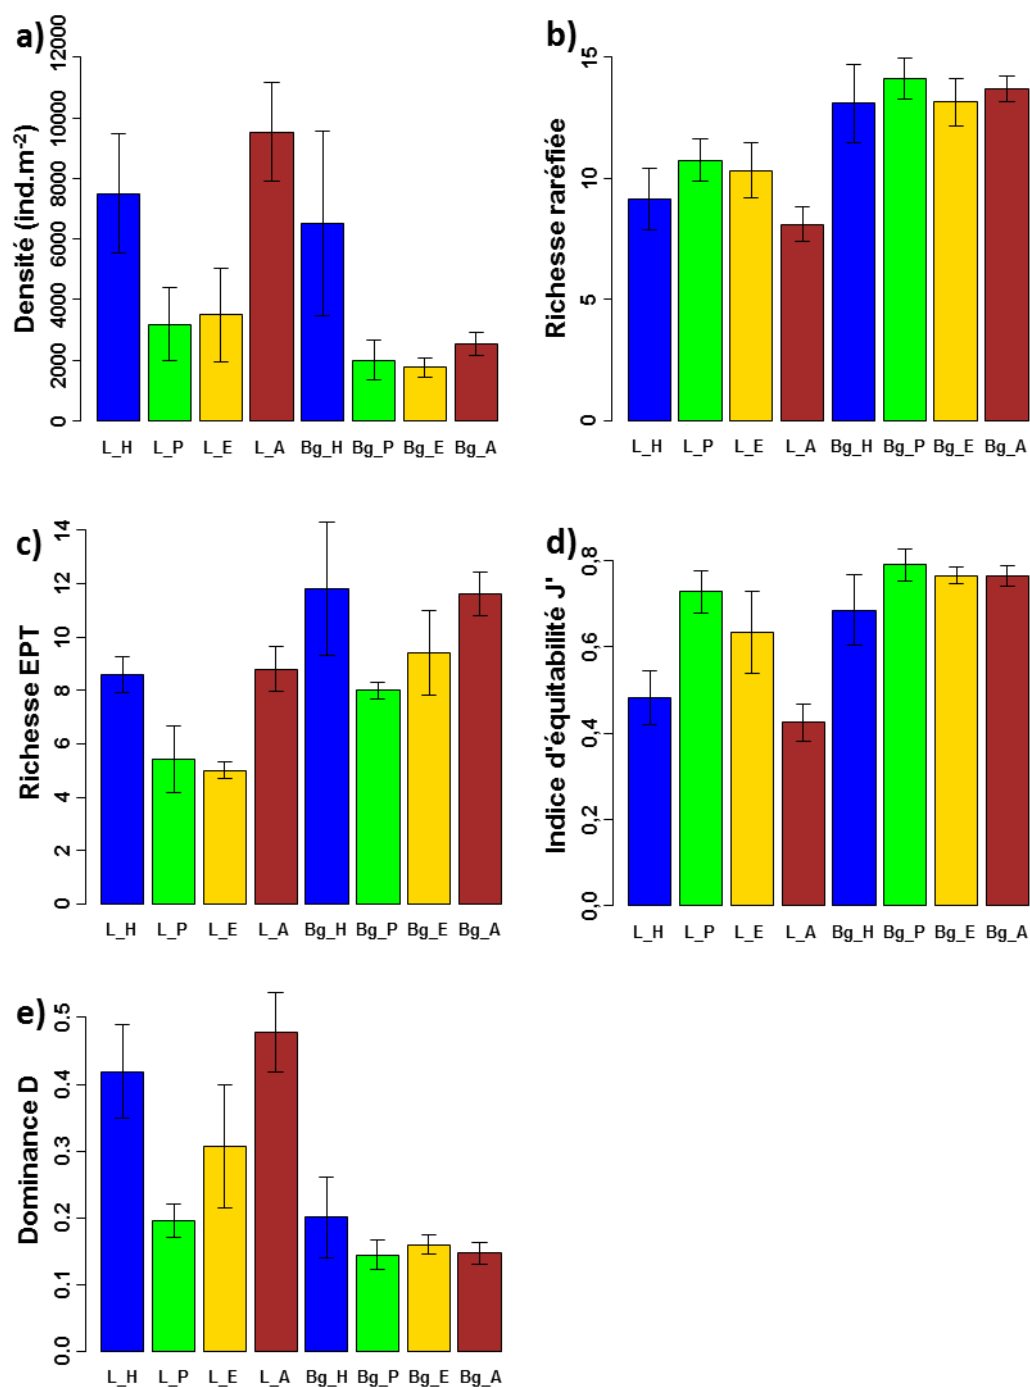 a)
Densité (ind.m-2)
0 2000 4000 6000 8000 10000 12000
L_H L_P L_E L_A Bg_H Bg_P Bg_E Bg_A
b)
Richesse raréfiée
0 5 10 15
L_H L_P L_E L_A Bg_H Bg_P Bg_E Bg_A
c)
Richesse EPT
0 2 4 6 8 10 12 14
L_H L_P L_E L_A Bg_H Bg_P Bg_E Bg_A
d)
Indice d'équitabilité J'
0,0 0,2 0,4 0,6 0,8
L_H L_P L_E L_A Bg_H Bg_P Bg_E Bg_A
e)
Dominance D
0,0 0,1 0,2 0,3 0,4 0,5
L_H L_P L_E L_A Bg_H Bg_P Bg_E Bg_A